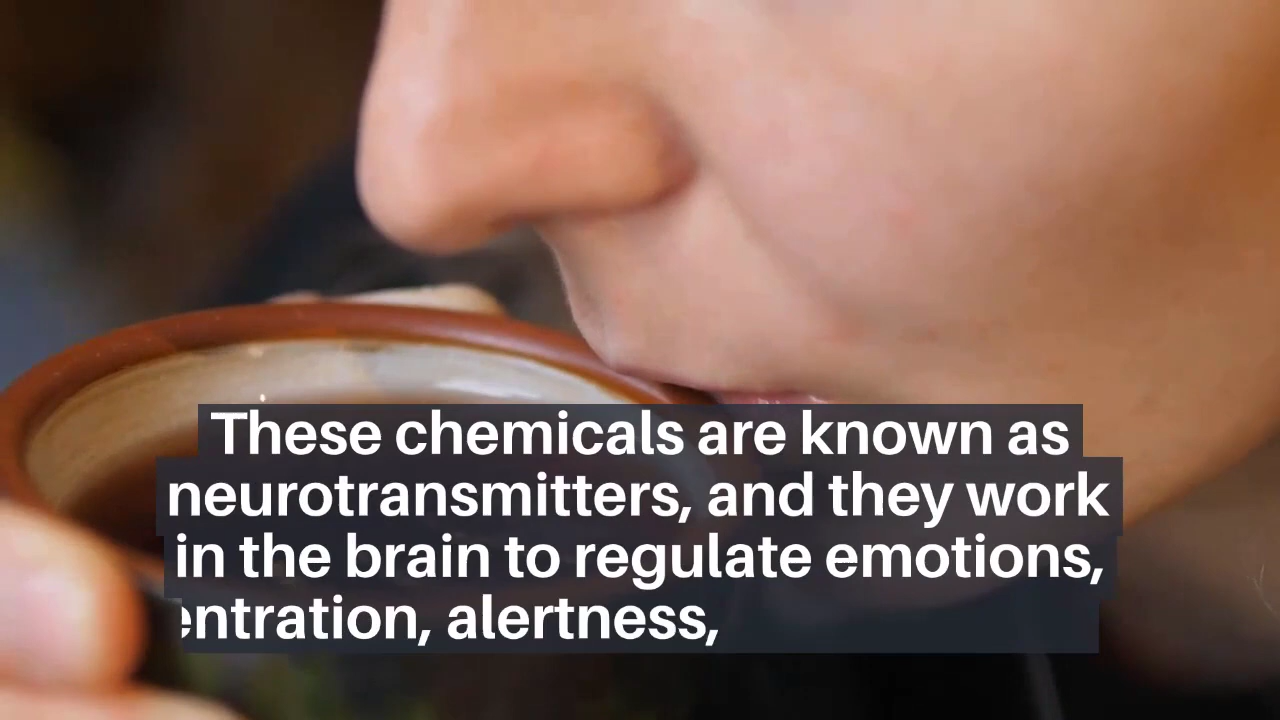 These chemicals are known as
neurotransmitters, and they work
in the brain to regulate emotions,
entration, alertness,